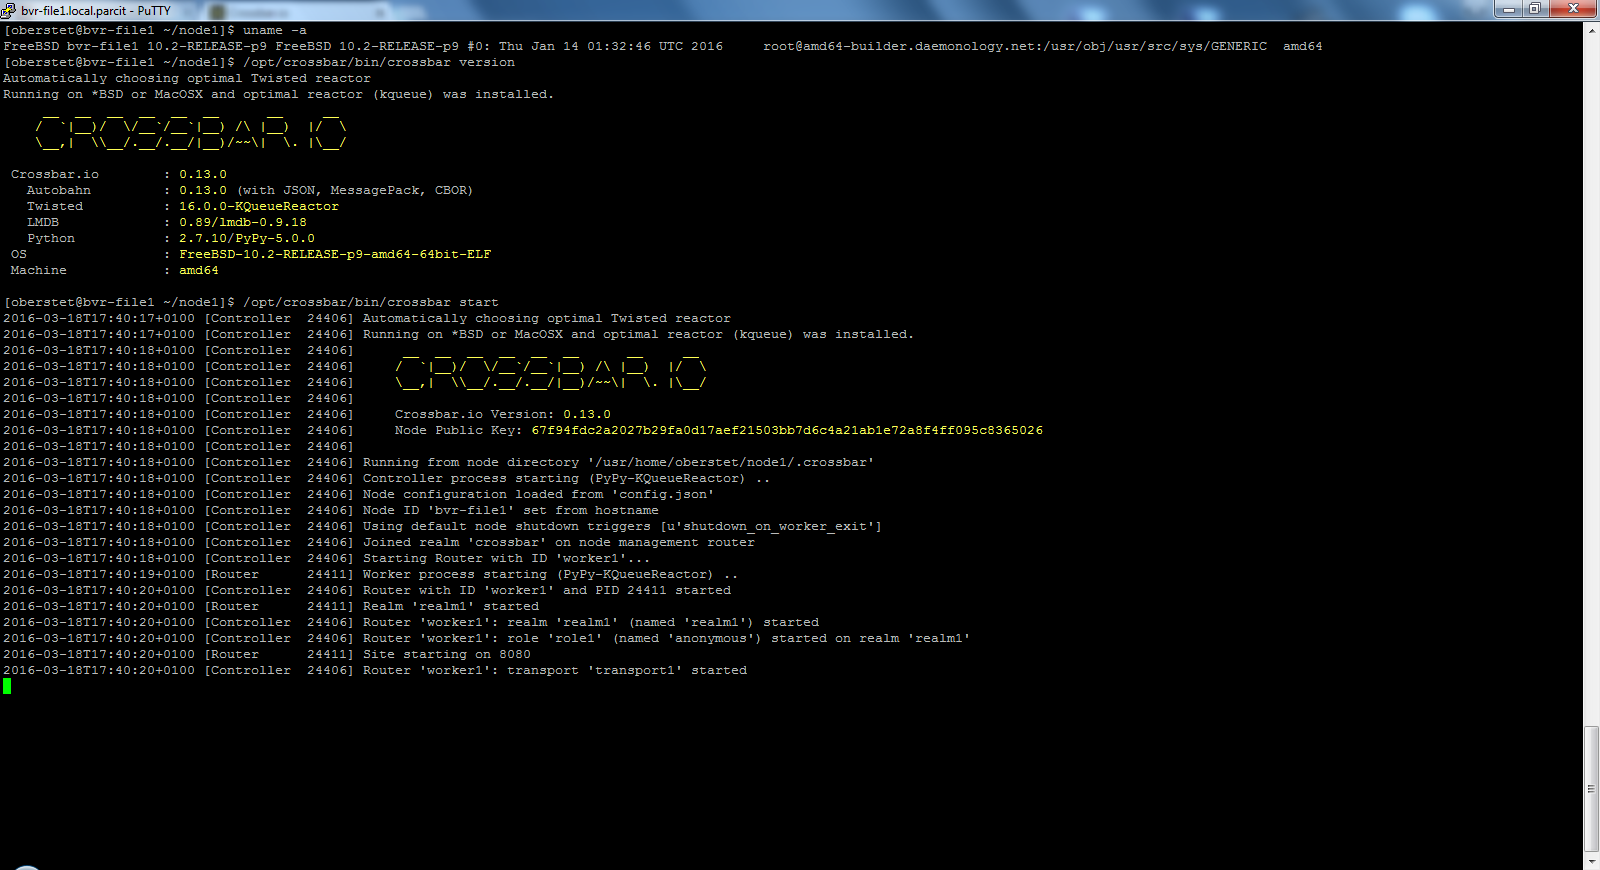 bvr-file1.local.parcit - PuTTY
[oberstet@bvr-file1 ~/node1]$ uname -a
FreeBSD bvr-file1 10.2-RELEASE-p9 FreeBSD 10.2-RELEASE-p9 #0: Thu Jan 14 01:32:46 UTC 2016     root@amd64-builder.daemonology.net:/usr/obj/usr/src/sys/GENERIC  amd64
[oberstet@bvr-file1 ~/node1]$ /opt/crossbar/bin/crossbar version
Automatically choosing optimal Twisted reactor
Running on *BSD or MacOSX and optimal reactor (kqueue) was installed.
CROSSBAR.IO
Crossbar.io        : 0.13.0
Autobahn         : 0.13.0 (with JSON, MessagePack, CBOR)
Twisted          : 16.0.0-KQueueReactor
LMDB             : 0.89/lmdb-0.9.18
Python           : 2.7.10/PyPy-5.0.0
OS                 : FreeBSD-10.2-RELEASE-p9-amd64-64bit-ELF
Machine            : amd64
[oberstet@bvr-file1 ~/node1]$ /opt/crossbar/bin/crossbar start
2016-03-18T17:40:17+0100 [Controller  24406] Automatically choosing optimal Twisted reactor
2016-03-18T17:40:17+0100 [Controller  24406] Running on *BSD or MacOSX and optimal reactor (kqueue) was installed.
2016-03-18T17:40:18+0100 [Controller  24406]
2016-03-18T17:40:18+0100 [Controller  24406] CROSSBAR.IO
2016-03-18T17:40:18+0100 [Controller  24406]
2016-03-18T17:40:18+0100 [Controller  24406]
2016-03-18T17:40:18+0100 [Controller  24406]     Crossbar.io Version: 0.13.0
2016-03-18T17:40:18+0100 [Controller  24406]     Node Public Key: 67f94fdc2a2027b29fa0d17aef21503bb7d6c4a21ab1e72a8f4ff095c8365026
2016-03-18T17:40:18+0100 [Controller  24406]
2016-03-18T17:40:18+0100 [Controller  24406] Running from node directory '/usr/home/oberstet/node1/.crossbar'
2016-03-18T17:40:18+0100 [Controller  24406] Controller process starting (PyPy-KQueueReactor) ..
2016-03-18T17:40:18+0100 [Controller  24406] Node configuration loaded from 'config.json'
2016-03-18T17:40:18+0100 [Controller  24406] Node ID 'bvr-file1' set from hostname
2016-03-18T17:40:18+0100 [Controller  24406] Using default node shutdown triggers [u'shutdown_on_worker_exit']
2016-03-18T17:40:18+0100 [Controller  24406] Joined realm 'crossbar' on node management router
2016-03-18T17:40:18+0100 [Controller  24406] Starting Router with ID 'worker1'...
2016-03-18T17:40:19+0100 [Router      24411] Worker process starting (PyPy-KQueueReactor) ..
2016-03-18T17:40:20+0100 [Controller  24406] Router with ID 'worker1' and PID 24411 started
2016-03-18T17:40:20+0100 [Router      24411] Realm 'realm1' started
2016-03-18T17:40:20+0100 [Controller  24406] Router 'worker1': realm 'realm1' (named 'realm1') started
2016-03-18T17:40:20+0100 [Controller  24406] Router 'worker1': role 'role1' (named 'anonymous') started on realm 'realm1'
2016-03-18T17:40:20+0100 [Router      24411] Site starting on 8080
2016-03-18T17:40:20+0100 [Controller  24406] Router 'worker1': transport 'transport1' started